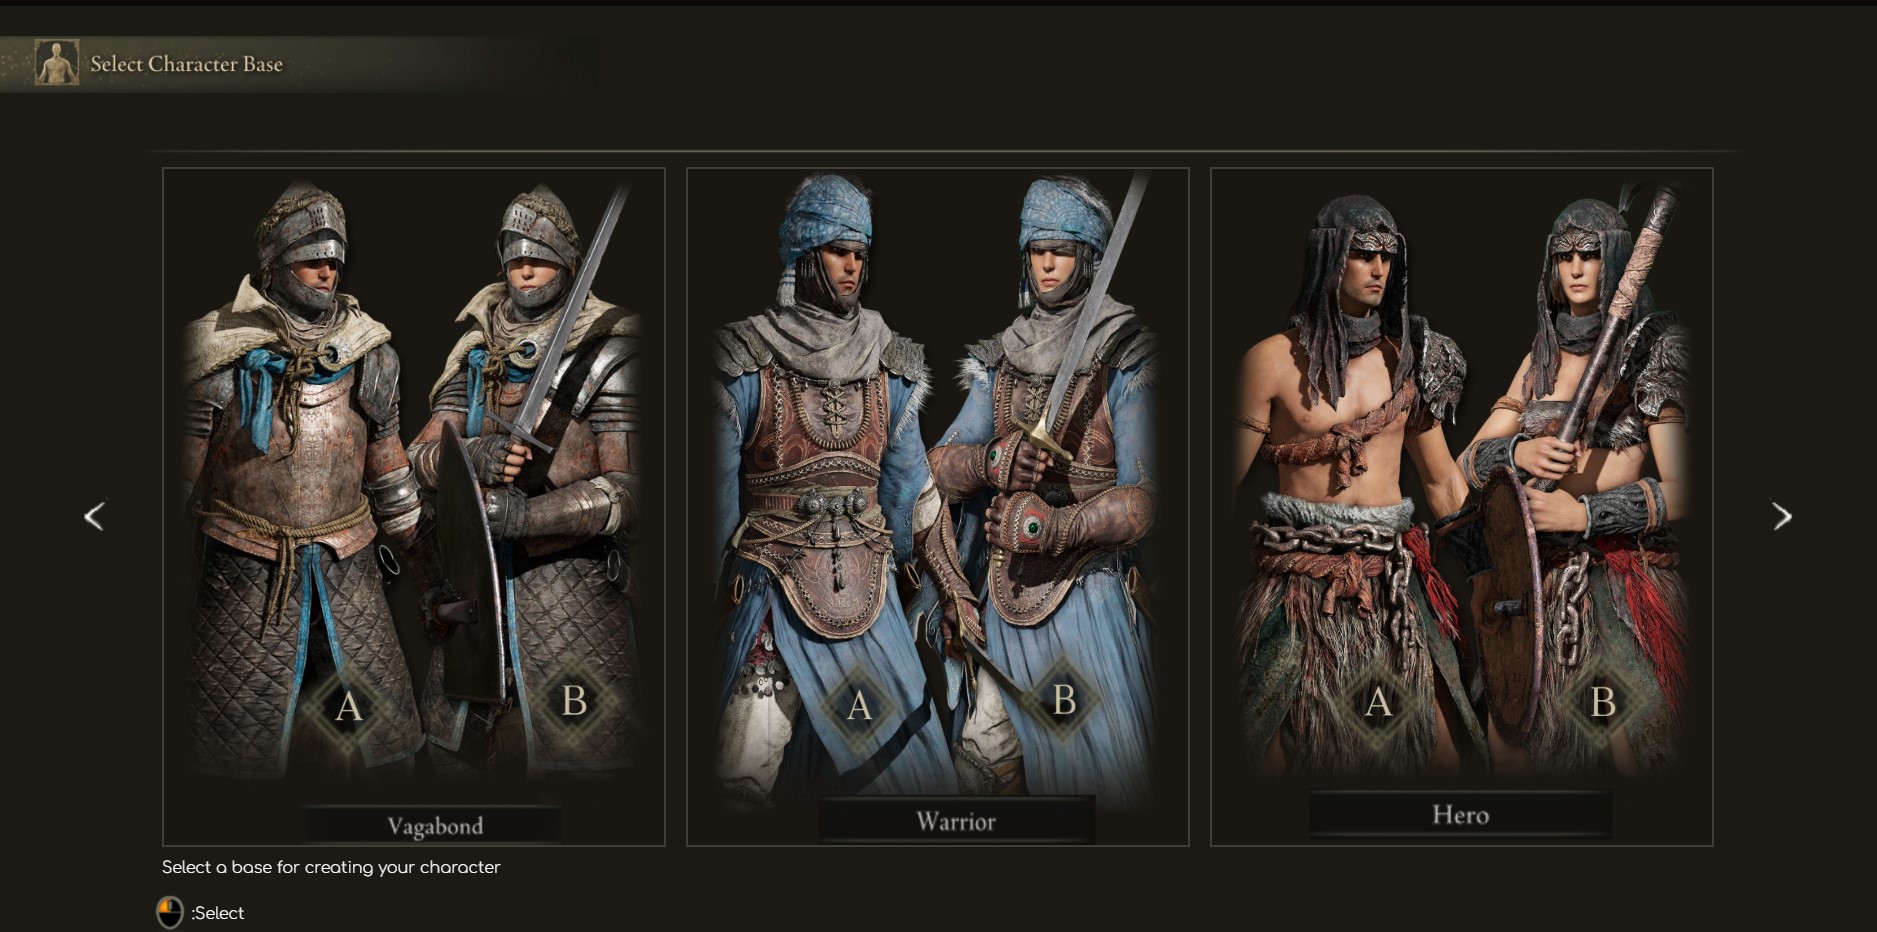 Select Character Base
A
B
Vagabond
A
B
Warrior
A
B
Hero
Select a base for creating your character
:Select